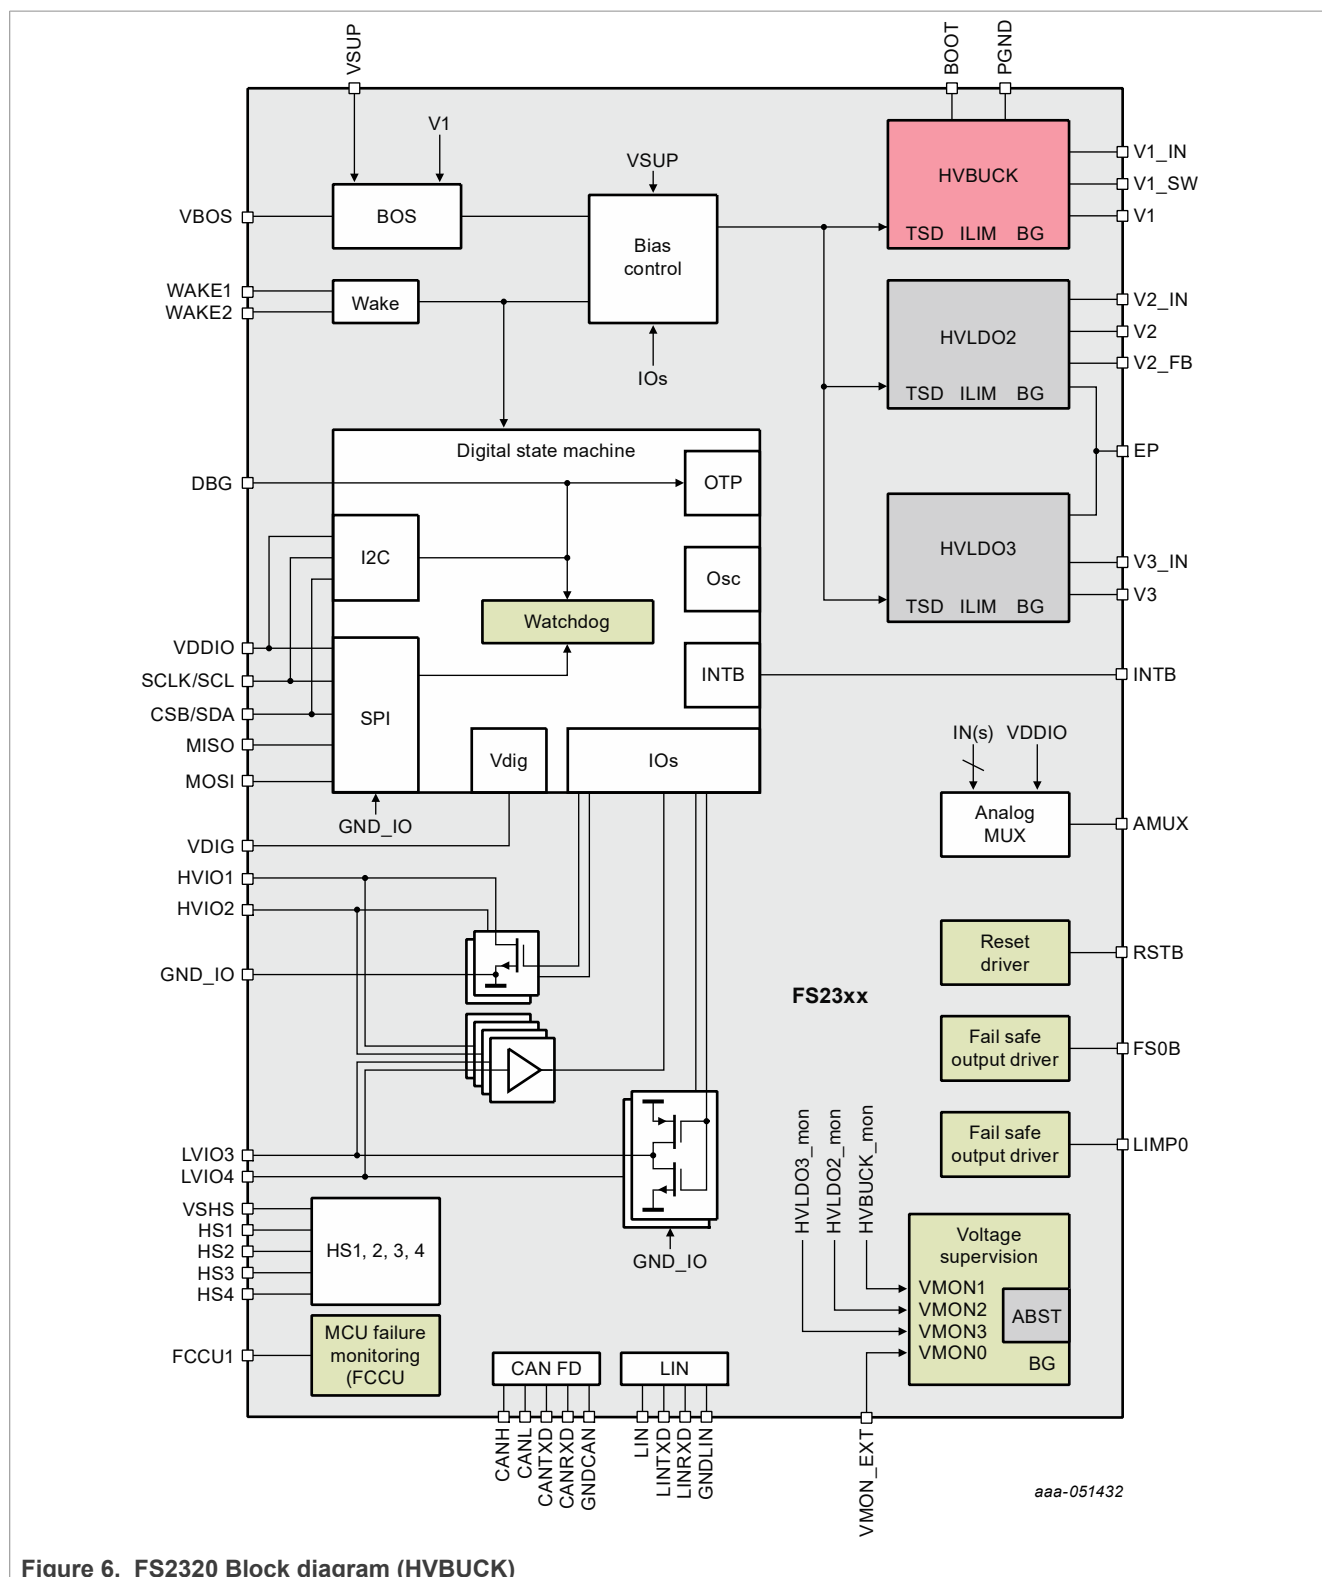 VSUP
BOOT
PGND
V1
VSUP
HVBUCK
TSD ILIM BG
V1_IN
V1_SW
V1
VBOS
BOS
Bias
control
WAKE1
WAKE2
Wake
IOs
HVLDO2
TSD ILIM BG
V2_IN
V2
V2_FB
EP
Digital state machine
DBG
OTP
I2C
Osc
Watchdog
HVLDO3
TSD ILIM BG
V3_IN
V3
VDDIO
SCLK/SCL
CSB/SDA
MISO
MOSI
SPI
INTB
INTB
Vdig
IOs
GND_IO
IN(s) VDDIO
Analog
MUX
AMUX
VDIG
HVIO1
HVIO2
GND_IO
Reset
driver
RSTB
FS23xx
Fail safe
output driver
FS0B
Fail safe
output driver
LIMP0
LVIO3
LVIO4
GND_IO
HVLDO3_mon
HVLDO2_mon
HVBUCK_mon
VSHS
HS1
HS2
HS3
HS4
HS1, 2, 3, 4
Voltage
supervision
VMON1
VMON2
VMON3
VMON0
ABST
BG
FCCU1
MCU failure
monitoring
(FCCU
CAN FD
LIN
CANH
CANL
CANTXD
CANRXD
GNDCAN
LIN
LINTXD
LINRXD
GNDLIN
VMON_EXT
aaa-051432
Figure 6. FS2320 Block diagram (HVBUCK)